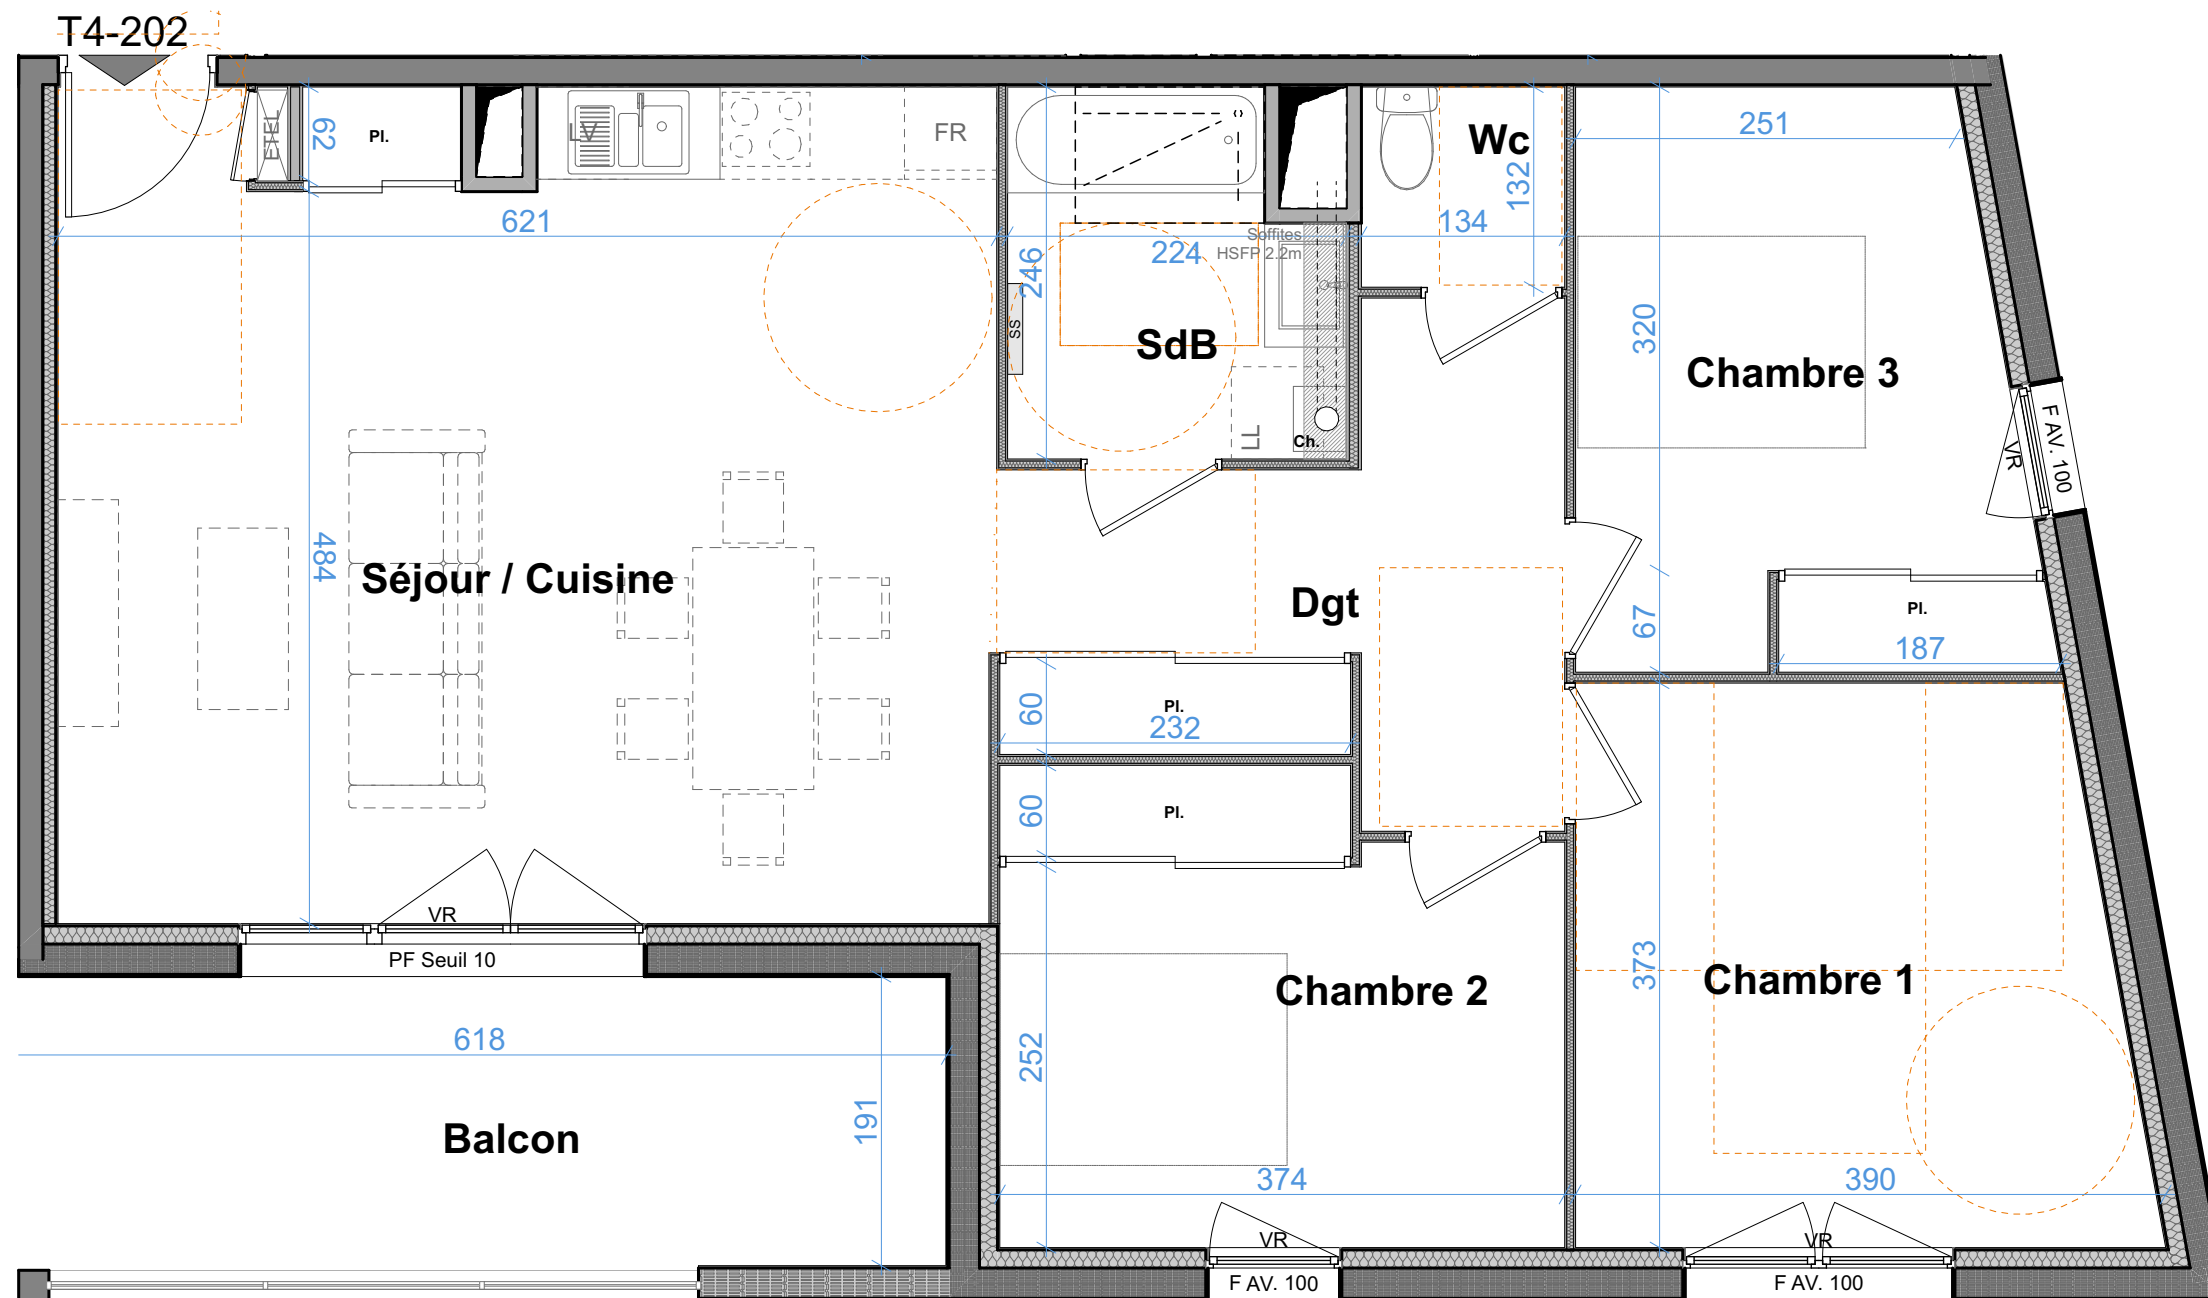 T4-202
ETEL
62
Pl.
LV
FR
Wc
132
251
621
246
224
Soffites
HSFP 2.2m
134
SS
SdB
320
Chambre 3
LL
Ch.
VR
F AV. 100
484
Séjour / Cuisine
Dgt
67
Pl.
187
60
Pl.
232
60
Pl.
VR
PF Seuil 10
373
Chambre 1
Chambre 2
618
252
191
Balcon
374
390
VR
F AV. 100
VR
F AV. 100